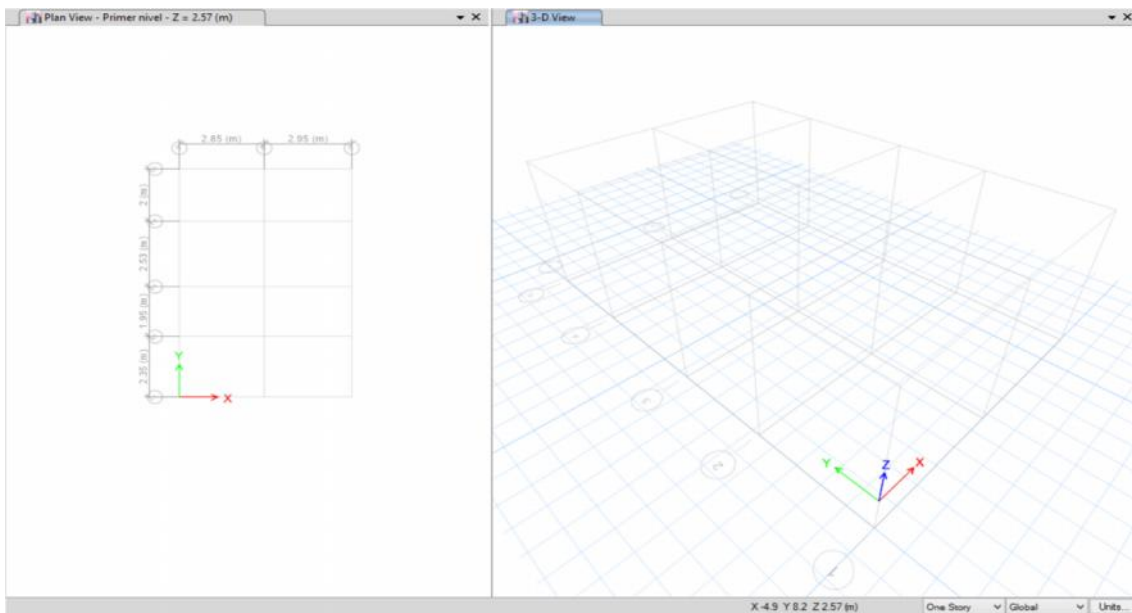 Plan View - Primer nivel - Z = 2.57 (m)
3-D View
2.85 (m) 2.95 (m)
2 (m)
2.53 (m)
1.95 (m)
2.35 (m)
Y
X
Y
Z
X
X -4.9 Y 8.2 Z 2.57 (m)
One Story
Global
Units...